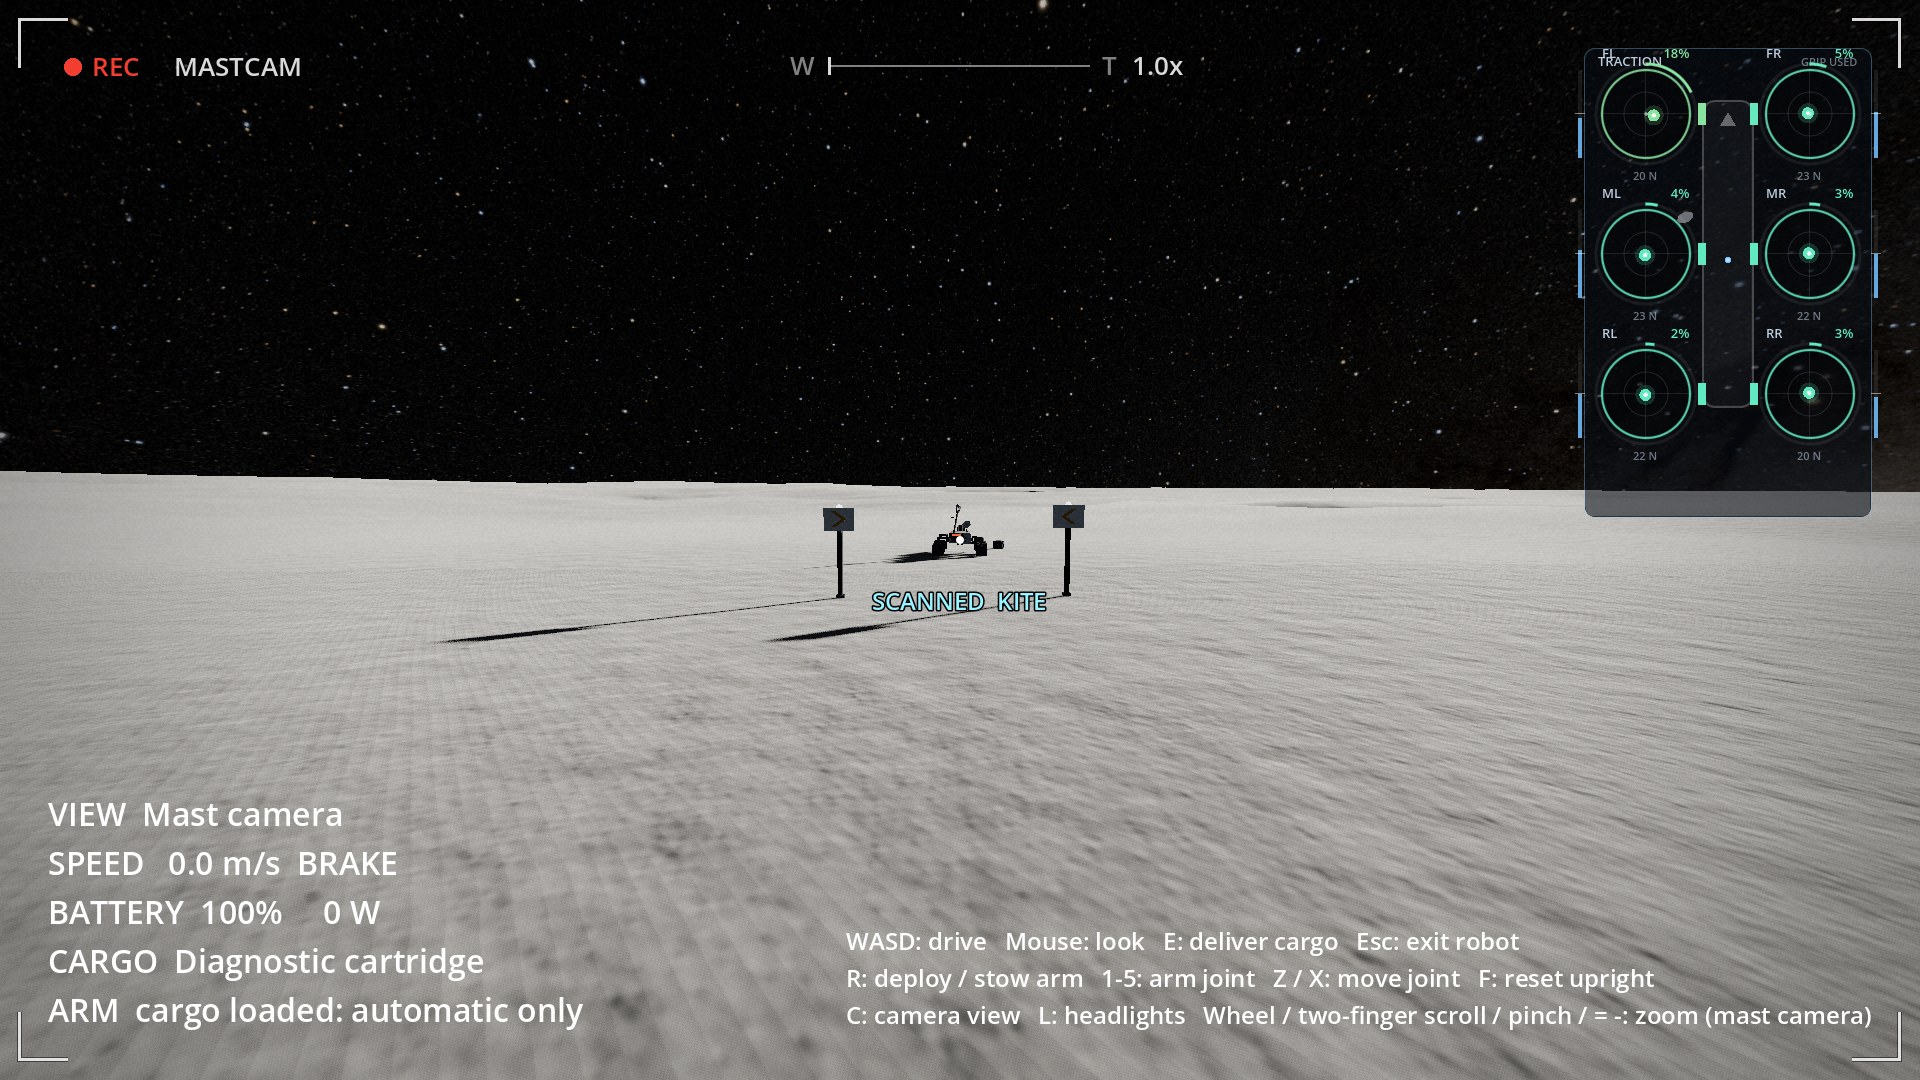 REC MASTCAM
W T 1.0x
TRACTION GRIP USED
FL 18% FR 5%
20 N 23 N
ML 4% MR 3%
23 N 22 N
RL 2% RR 3%
22 N 20 N
SCANNED KITE
VIEW Mast camera
SPEED 0.0 m/s BRAKE
BATTERY 100% 0 W
CARGO Diagnostic cartridge
ARM cargo loaded: automatic only
WASD: drive Mouse: look E: deliver cargo Esc: exit robot
R: deploy / stow arm 1-5: arm joint Z / X: move joint F: reset upright
C: camera view L: headlights Wheel / two-finger scroll / pinch / = -: zoom (mast camera)